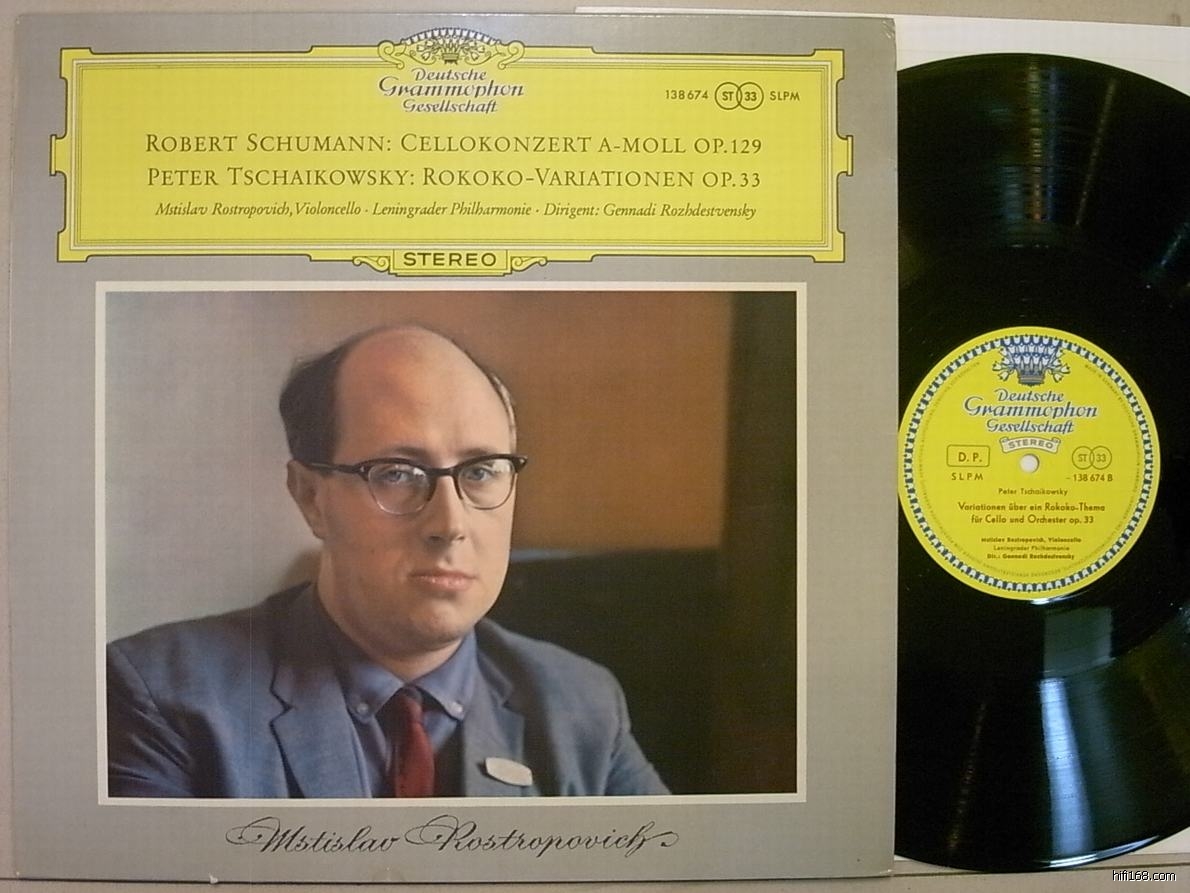 Deutsche
Grammophon
Gesellschaft
138 674 ST 33 SLPM
ROBERT SCHUMANN: CELLOKONZERT A-MOLL OP. 129
PETER TSCHAIKOWSKY: ROKOKO-VARIATIONEN OP. 33
Mstislav Rostropovich, Violoncello · Leningrader Philharmonie · Dirigent: Gennadi Rozhdestvensky
STEREO
Mstislav Rostropovich
Deutsche
Grammophon
Gesellschaft
STEREO
D. P. ST 33
SLPM - 138 674 B
Peter Tschaikowsky
Variationen über ein Rokoko-Thema
für Cello und Orchester op. 33
Mstislav Rostropovich, Violoncello
Leningrader Philharmonie
Dir.: Gennadi Rozhdestvensky
hifi168.com